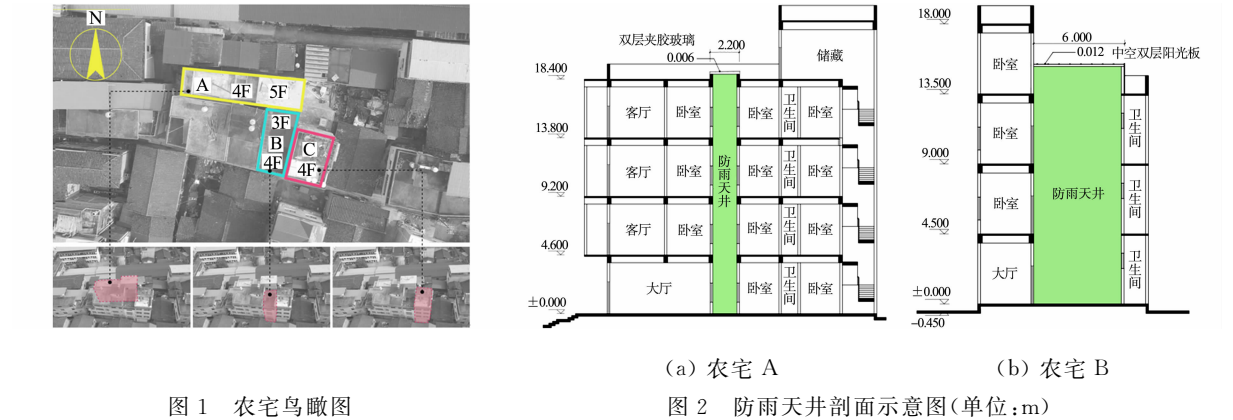 N
A
4F
5F
3F
B
4F
C
4F
图 1 农宅鸟瞰图
双层夹胶玻璃
0.006
2.200
储藏
18.400
13.800
9.200
4.600
±0.000
客厅
卧室
卧室
卫生间
卧室
客厅
卧室
卧室
卫生间
卧室
客厅
卧室
卧室
卫生间
卧室
大厅
卧室
卫生间
卧室
防雨天井
(a) 农宅 A
18.000
13.500
9.000
4.500
±0.000
-0.450
6.000
0.012
中空双层阳光板
卧室
卧室
卧室
大厅
防雨天井
卫生间
卫生间
卫生间
(b) 农宅 B
图 2 防雨天井剖面示意图(单位:m)